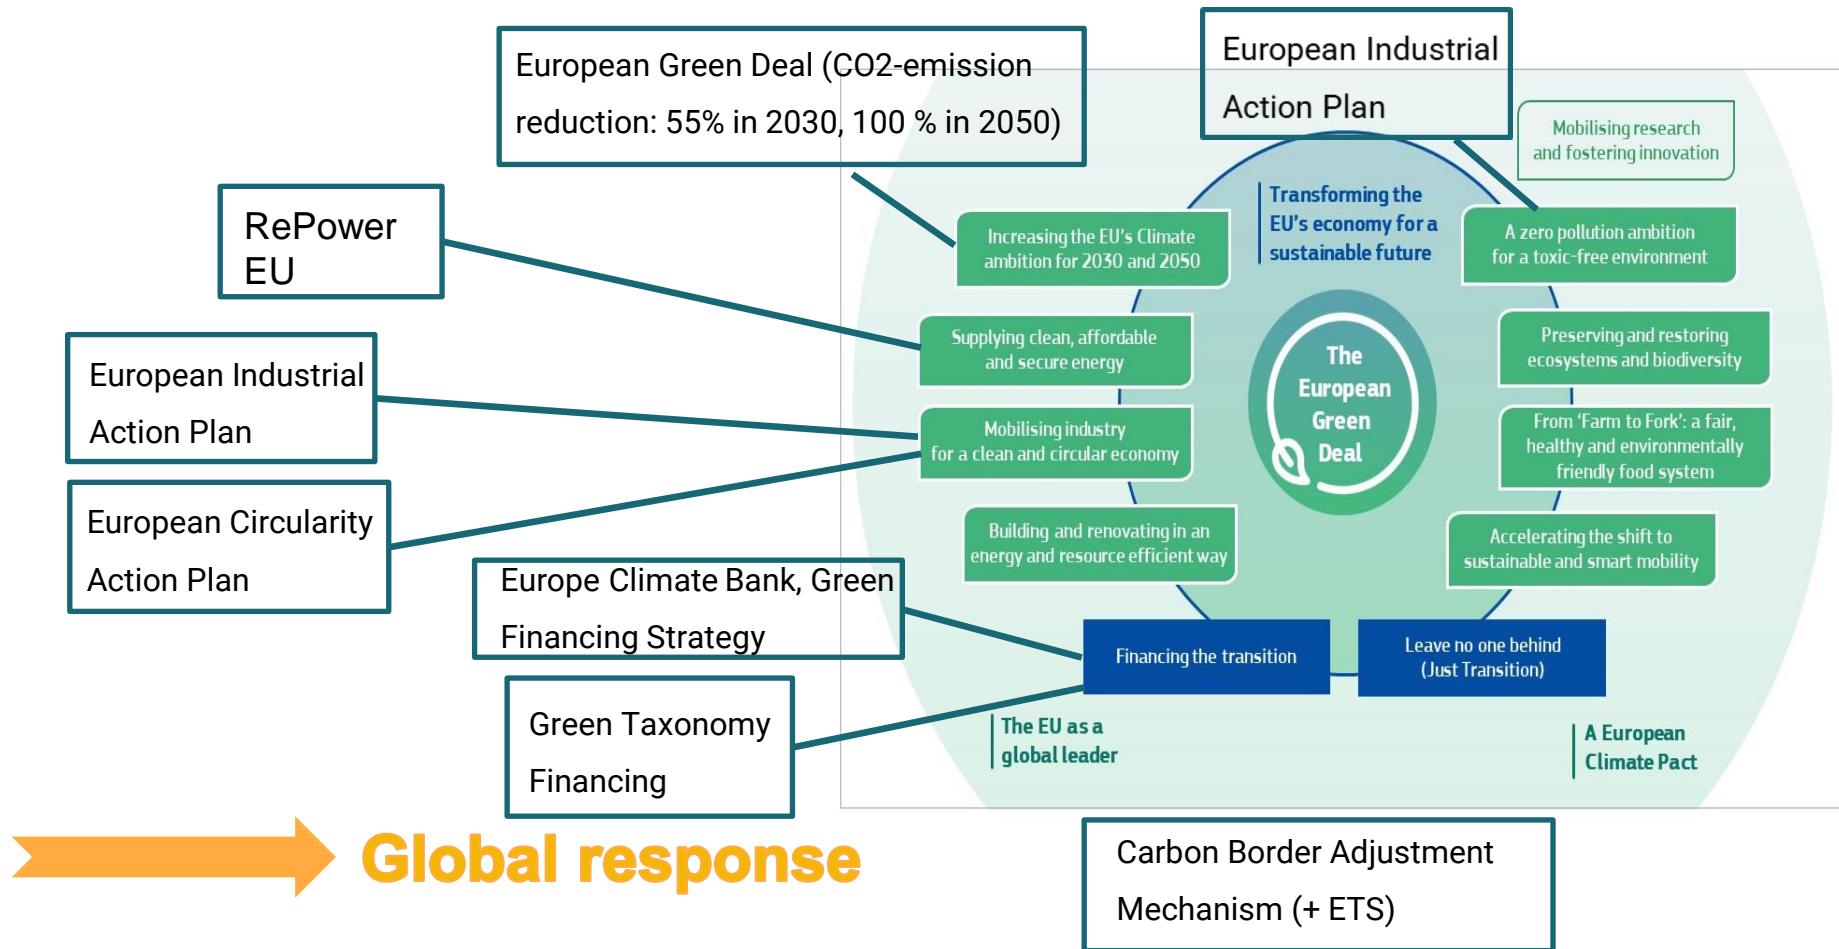 European Green Deal (CO2-emission
reduction: 55% in 2030, 100 % in 2050)
European Industrial
Action Plan
Mobilising research
and fostering innovation
Transforming the
EU's economy for a
sustainable future
RePower
EU
Increasing the EU's Climate
ambition for 2030 and 2050
A zero pollution ambition
for a toxic-free environment
Supplying clean, affordable
and secure energy
Preserving and restoring
ecosystems and biodiversity
The
European
Green
Deal
European Industrial
Action Plan
Mobilising industry
for a clean and circular economy
From ‘Farm to Fork’: a fair,
healthy and environmentally
friendly food system
European Circularity
Action Plan
Building and renovating in an
energy and resource efficient way
Accelerating the shift to
sustainable and smart mobility
Europe Climate Bank, Green
Financing Strategy
Financing the transition
Leave no one behind
(Just Transition)
Green Taxonomy
Financing
The EU as a
global leader
A European
Climate Pact
Global response
Carbon Border Adjustment
Mechanism (+ ETS)